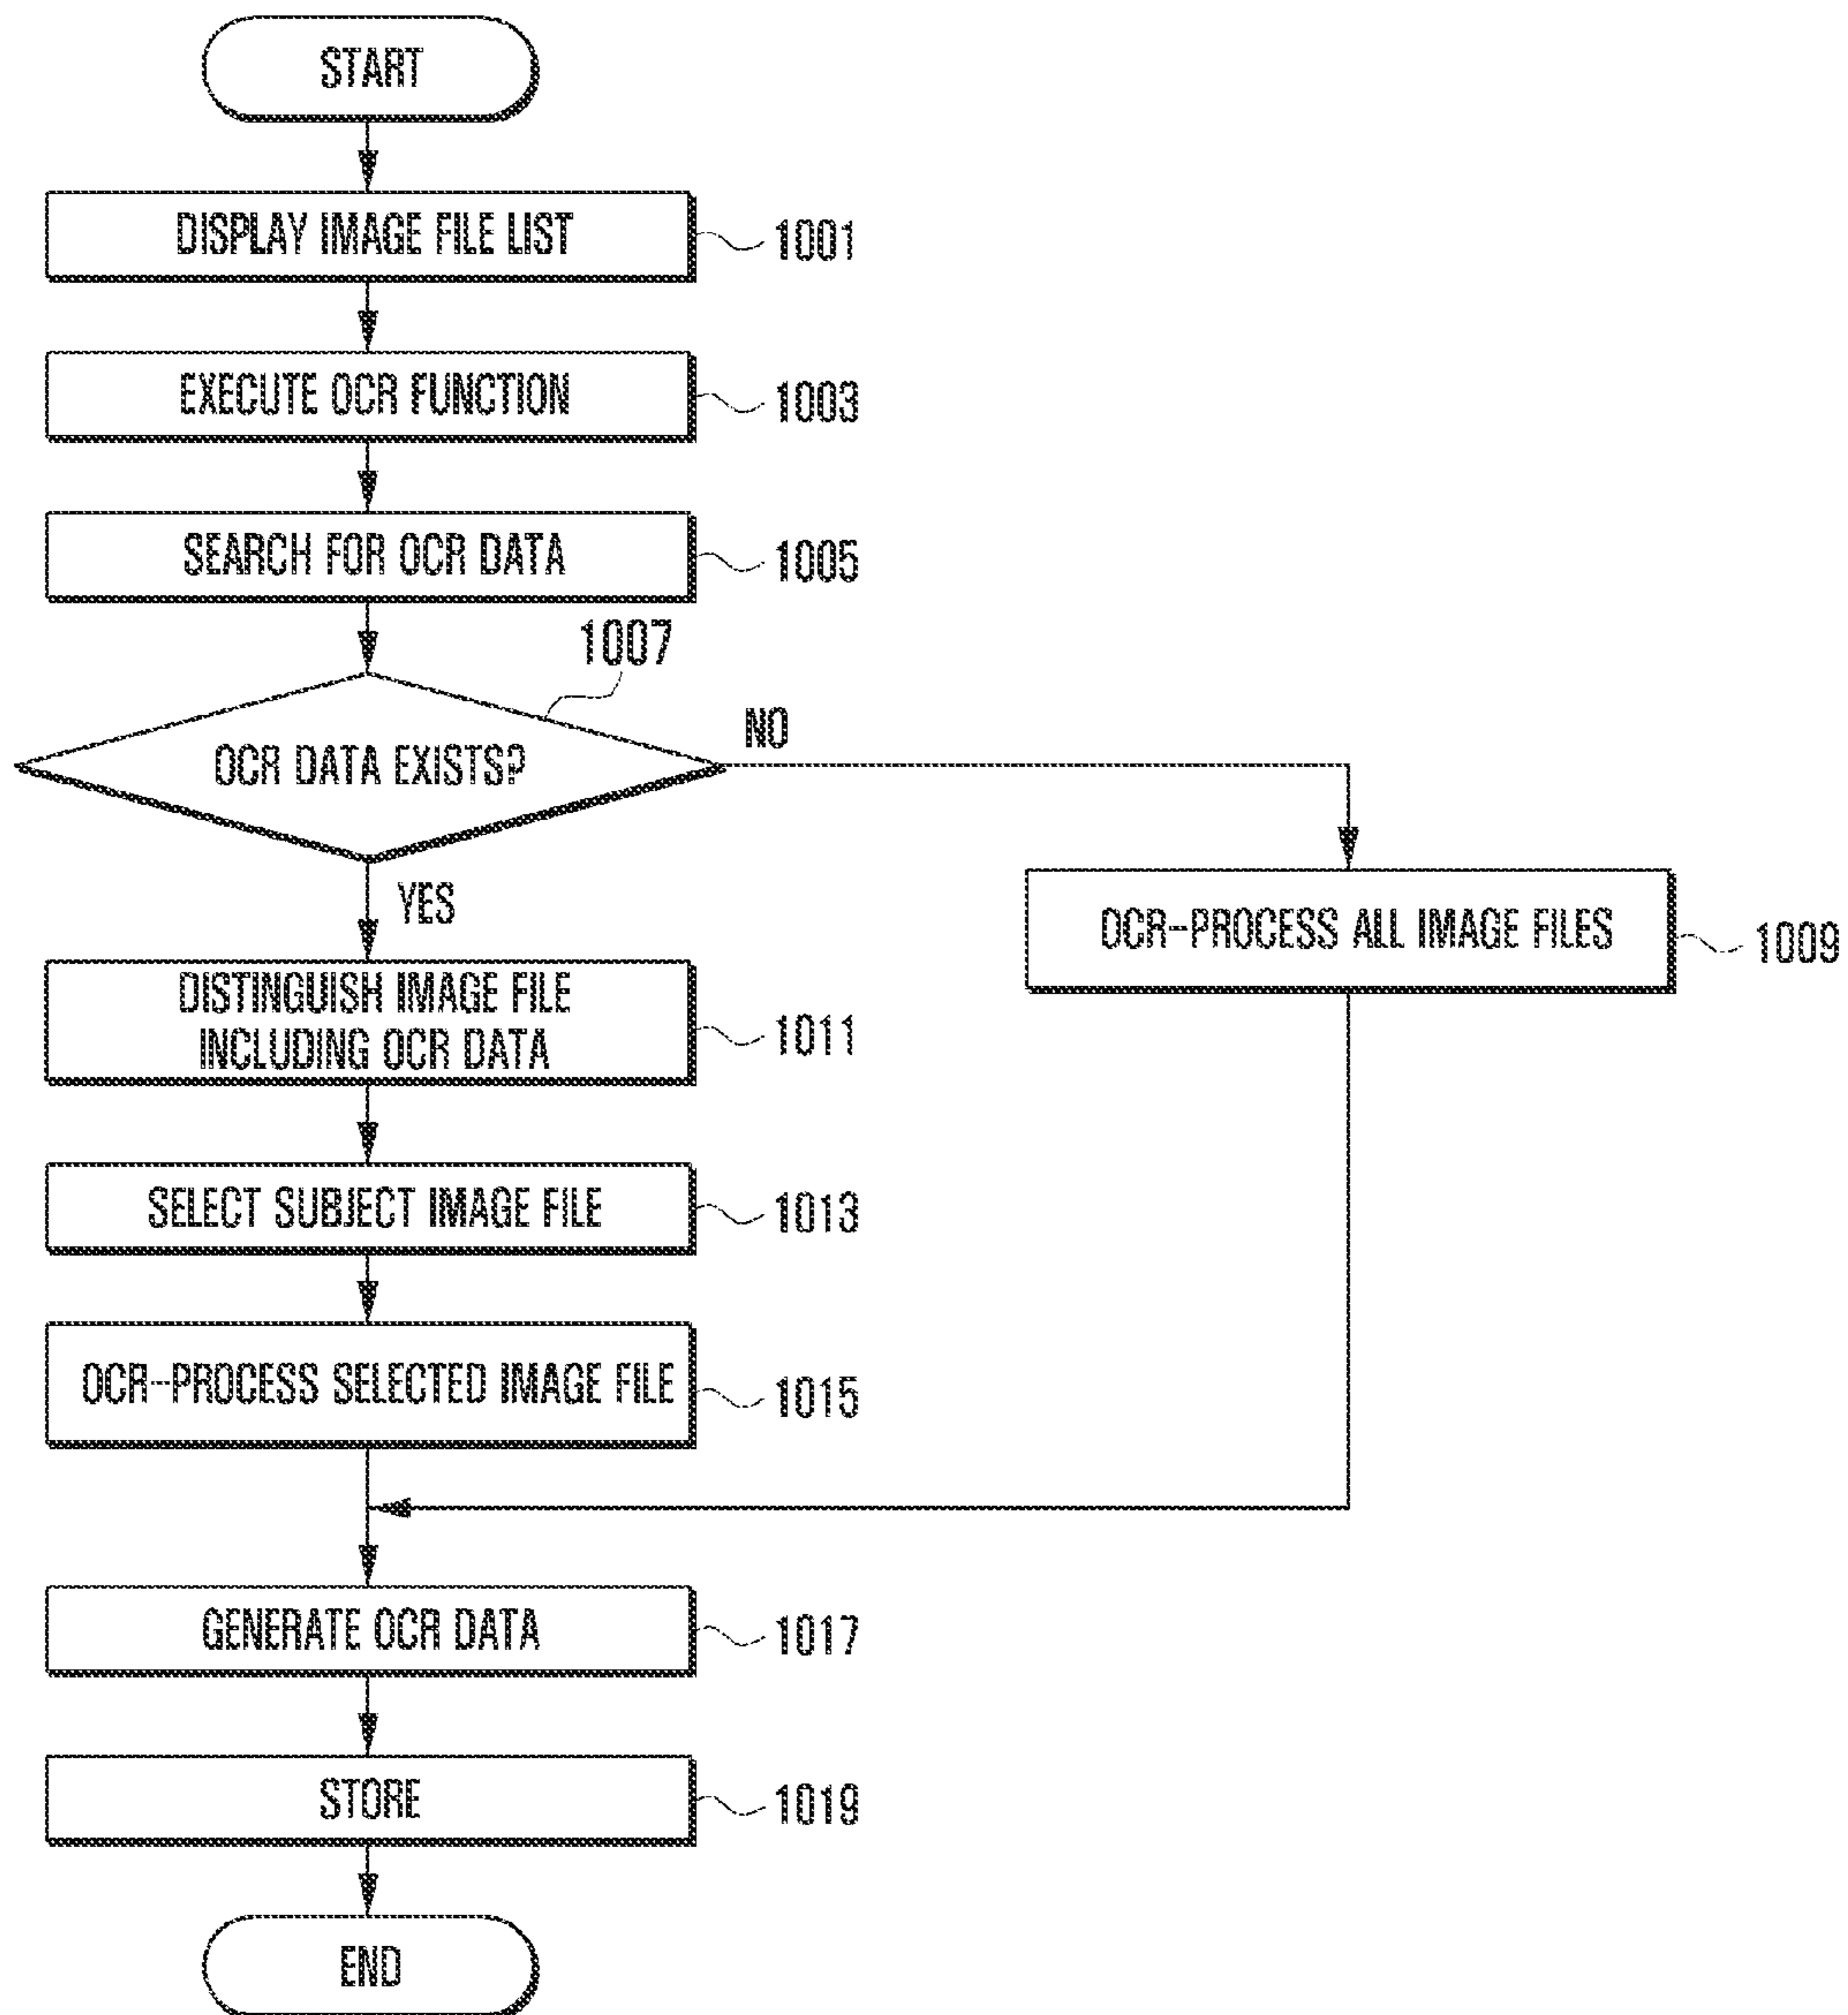 START
DISPLAY IMAGE FILE LIST
1001
EXECUTE OCR FUNCTION
1003
SEARCH FOR OCR DATA
1005
1007
OCR DATA EXISTS?
NO
YES
OCR-PROCESS ALL IMAGE FILES
1009
DISTINGUISH IMAGE FILE
INCLUDING OCR DATA
1011
SELECT SUBJECT IMAGE FILE
1013
OCR-PROCESS SELECTED IMAGE FILE
1015
GENERATE OCR DATA
1017
STORE
1019
END